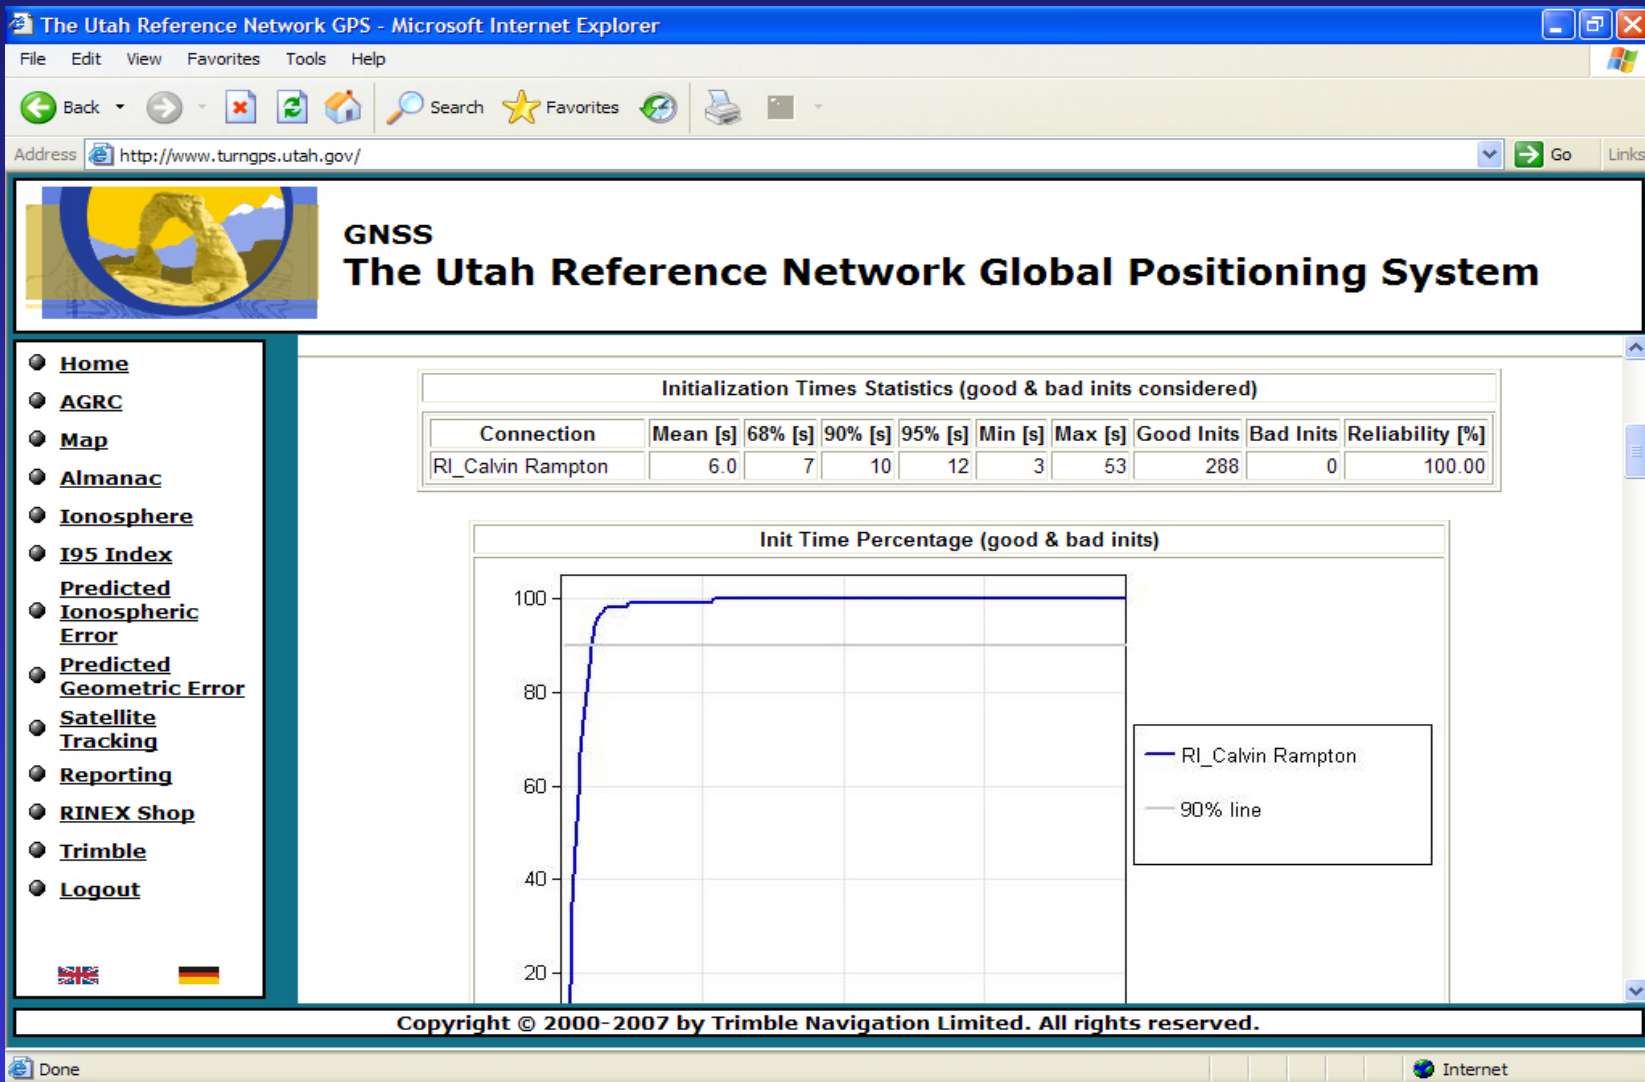 The Utah Reference Network GPS - Microsoft Internet Explorer
File Edit View Favorites Tools Help
Back Search Favorites
Address http://www.turngps.utah.gov/ Go Links
GNSS
The Utah Reference Network Global Positioning System
Home
AGRC
Map
Almanac
Ionosphere
I95 Index
Predicted
Ionospheric
Error
Predicted
Geometric Error
Satellite
Tracking
Reporting
RINEX Shop
Trimble
Logout
Initialization Times Statistics (good & bad inits considered)
Connection Mean [s] 68% [s] 90% [s] 95% [s] Min [s] Max [s] Good Inits Bad Inits Reliability [%]
RI_Calvin Rampton 6.0 7 10 12 3 53 288 0 100.00
Init Time Percentage (good & bad inits)
100
80
60
40
20
RI_Calvin Rampton
90% line
Copyright © 2000-2007 by Trimble Navigation Limited. All rights reserved.
Done Internet